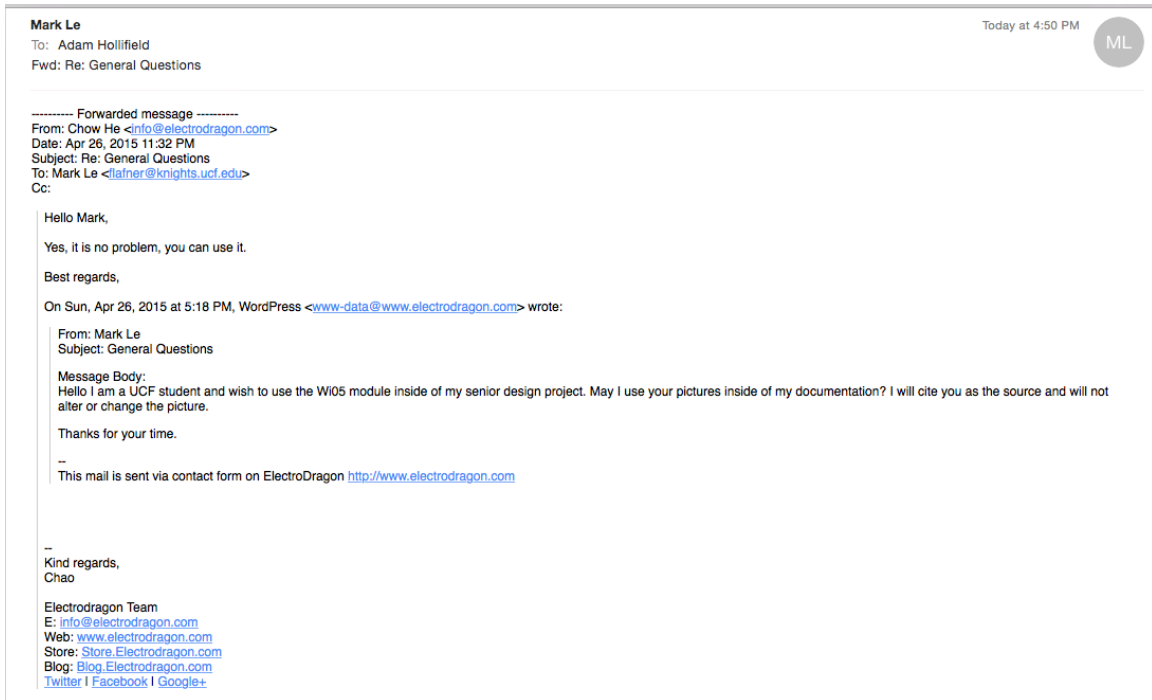 Mark Le
Today at 4:50 PM
ML
To: Adam Hollifield
Fwd: Re: General Questions
---------- Forwarded message ----------
From: Chow He <info@electrodragon.com>
Date: Apr 26, 2015 11:32 PM
Subject: Re: General Questions
To: Mark Le <flafner@knights.ucf.edu>
Cc:
Hello Mark,
Yes, it is no problem, you can use it.
Best regards,
On Sun, Apr 26, 2015 at 5:18 PM, WordPress <www-data@www.electrodragon.com> wrote:
From: Mark Le
Subject: General Questions
Message Body:
Hello I am a UCF student and wish to use the Wi05 module inside of my senior design project. May I use your pictures inside of my documentation? I will cite you as the source and will not
alter or change the picture.
Thanks for your time.
--
This mail is sent via contact form on ElectroDragon http://www.electrodragon.com
--
Kind regards,
Chao
Electrodragon Team
E: info@electrodragon.com
Web: www.electrodragon.com
Store: Store.Electrodragon.com
Blog: Blog.Electrodragon.com
Twitter | Facebook | Google+